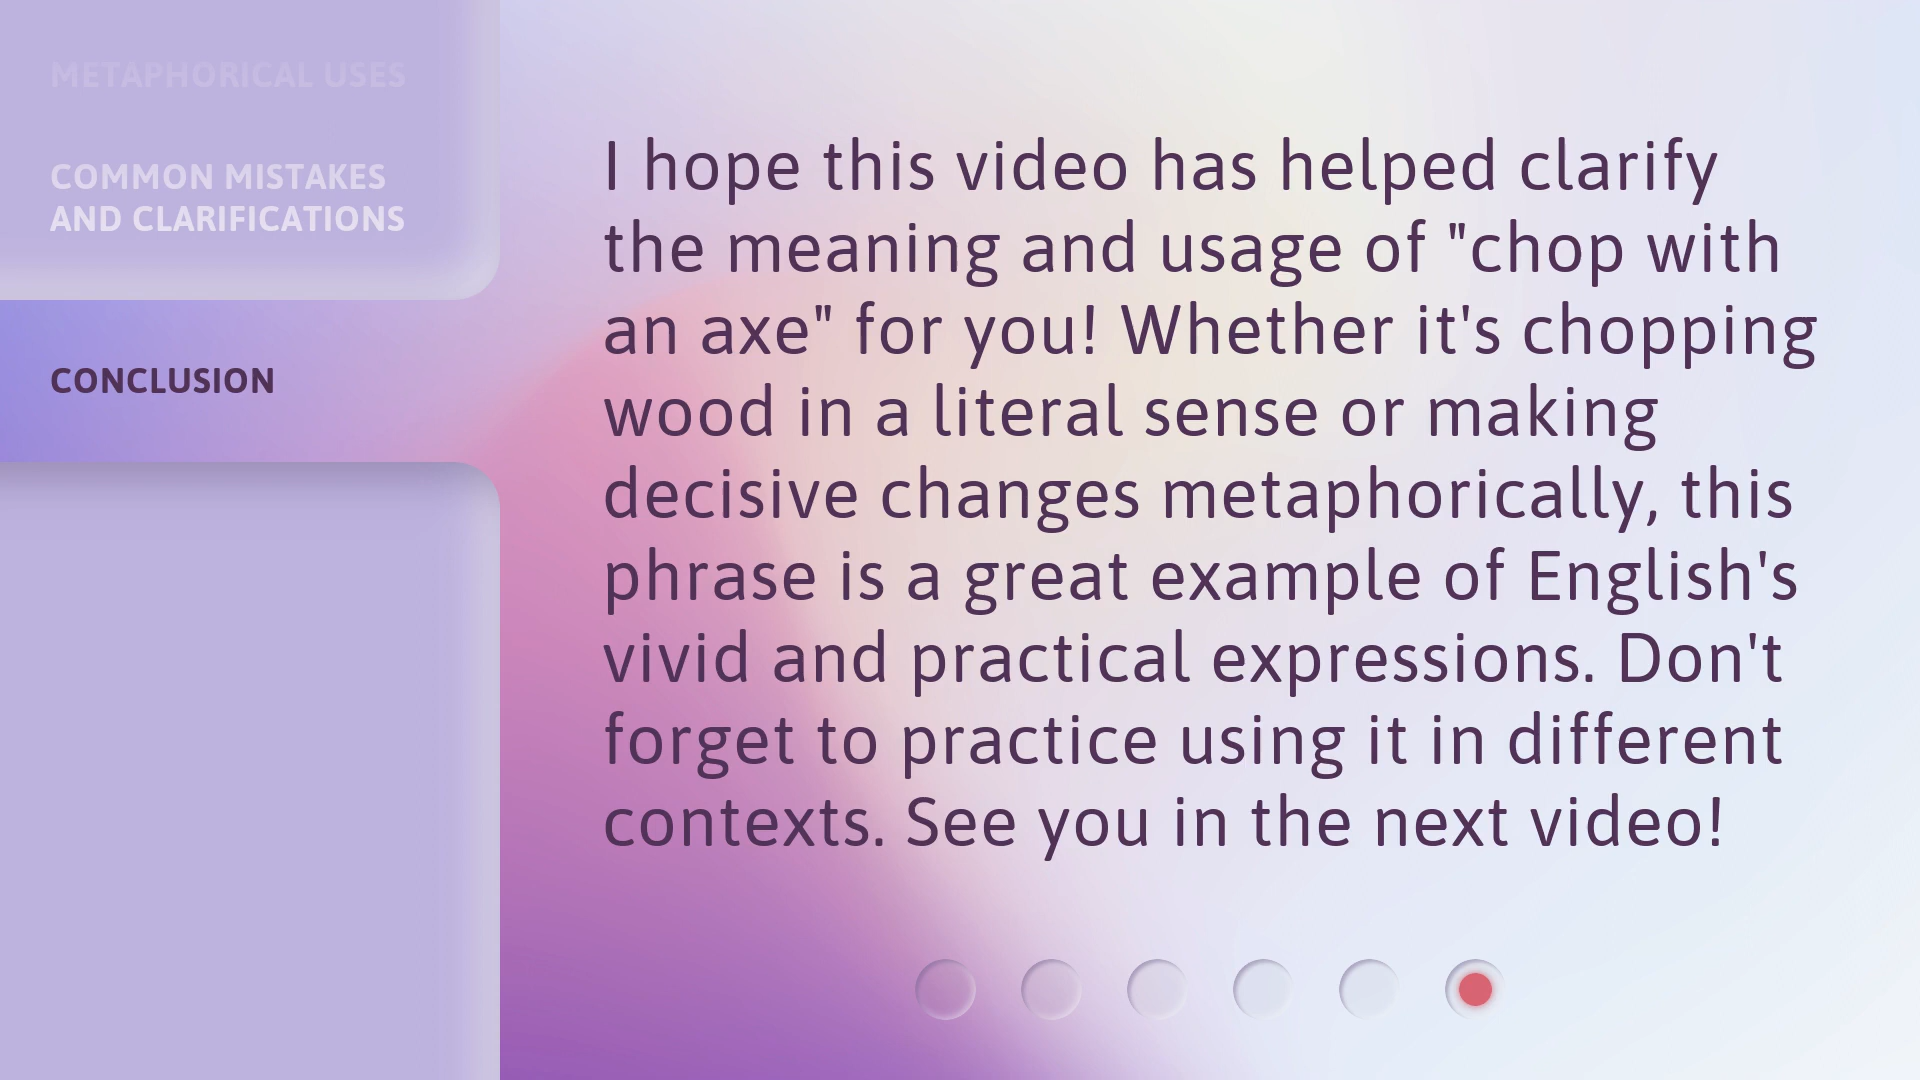 METAPHORICAL USES
COMMON MISTAKES
AND CLARIFICATIONS
CONCLUSION
I hope this video has helped clarify
the meaning and usage of "chop with
an axe" for you! Whether it's chopping
wood in a literal sense or making
decisive changes metaphorically, this
phrase is a great example of English's
vivid and practical expressions. Don't
forget to practice using it in different
contexts. See you in the next video!